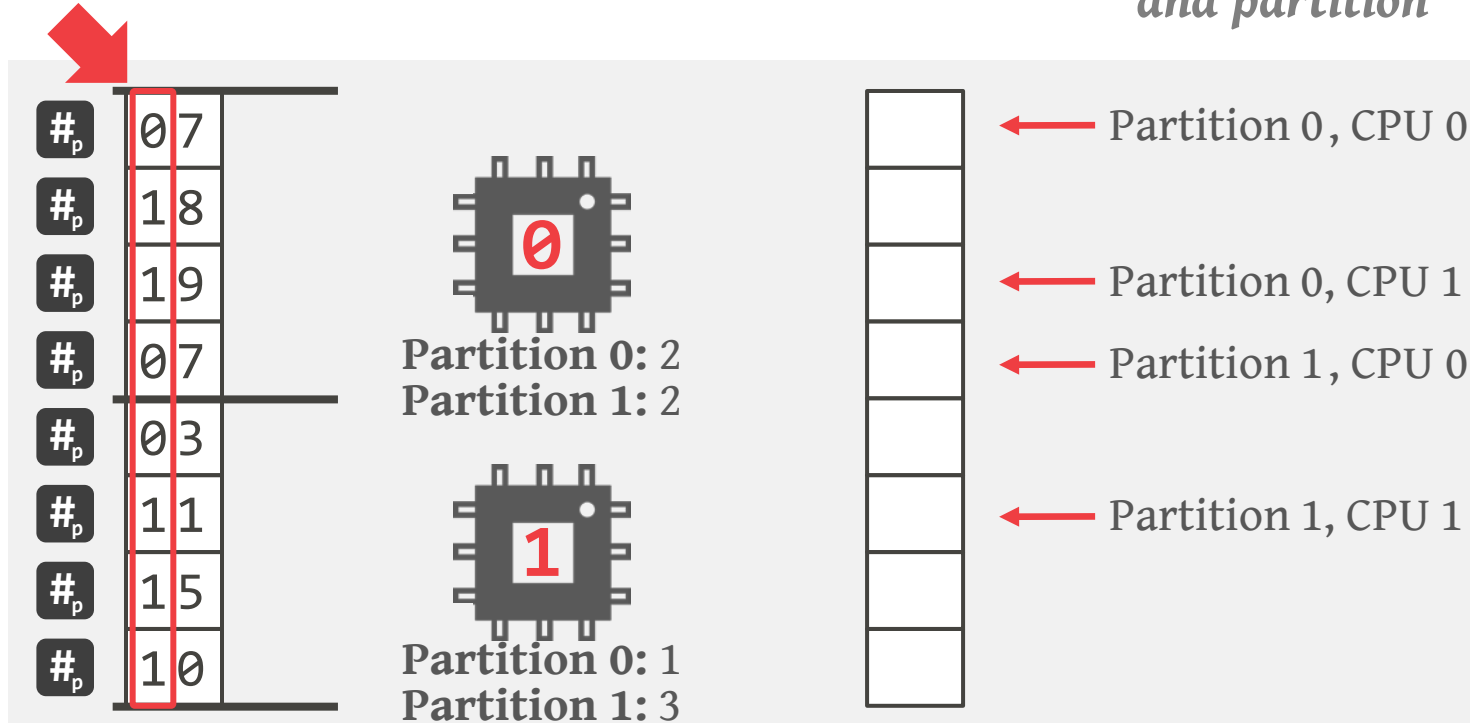 and partition
#p 07
#p 18
#p 19
#p 07
#p 03
#p 11
#p 15
#p 10
0
Partition 0: 2
Partition 1: 2
1
Partition 0: 1
Partition 1: 3
Partition 0, CPU 0
Partition 0, CPU 1
Partition 1, CPU 0
Partition 1, CPU 1